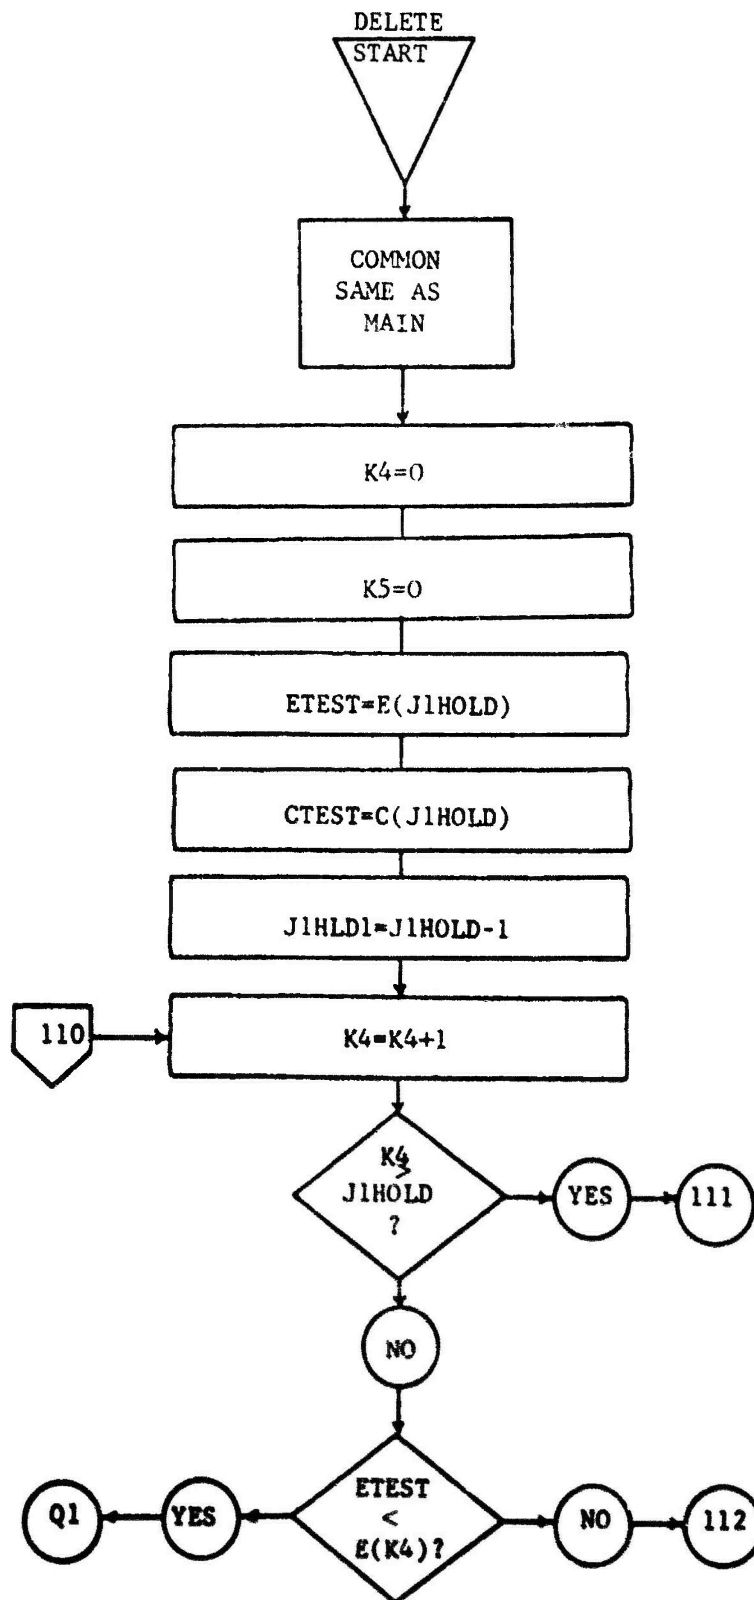 DELETE
START
COMMON
SAME AS
MAIN
K4=0
K5=0
ETEST=E(J1HOLD)
CTEST=C(J1HOLD)
J1HLD1=J1HOLD-1
110
K4=K4+1
K4
>
J1HOLD
?
YES
111
NO
Q1
YES
ETEST
<
E(K4)?
NO
112